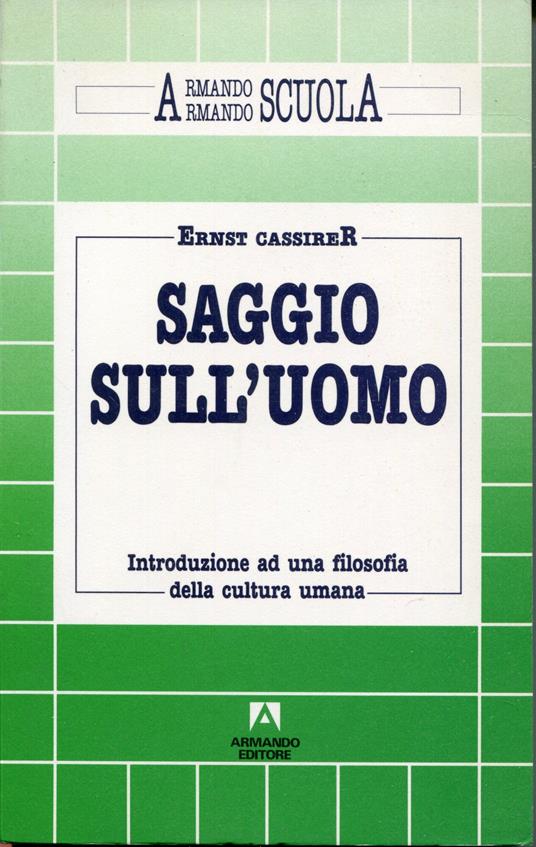 ARMANDO
ARMANDO SCUOLA
ERNST CASSIRER
SAGGIO
SULL'UOMO
Introduzione ad una filosofia
della cultura umana
ARMANDO
EDITORE